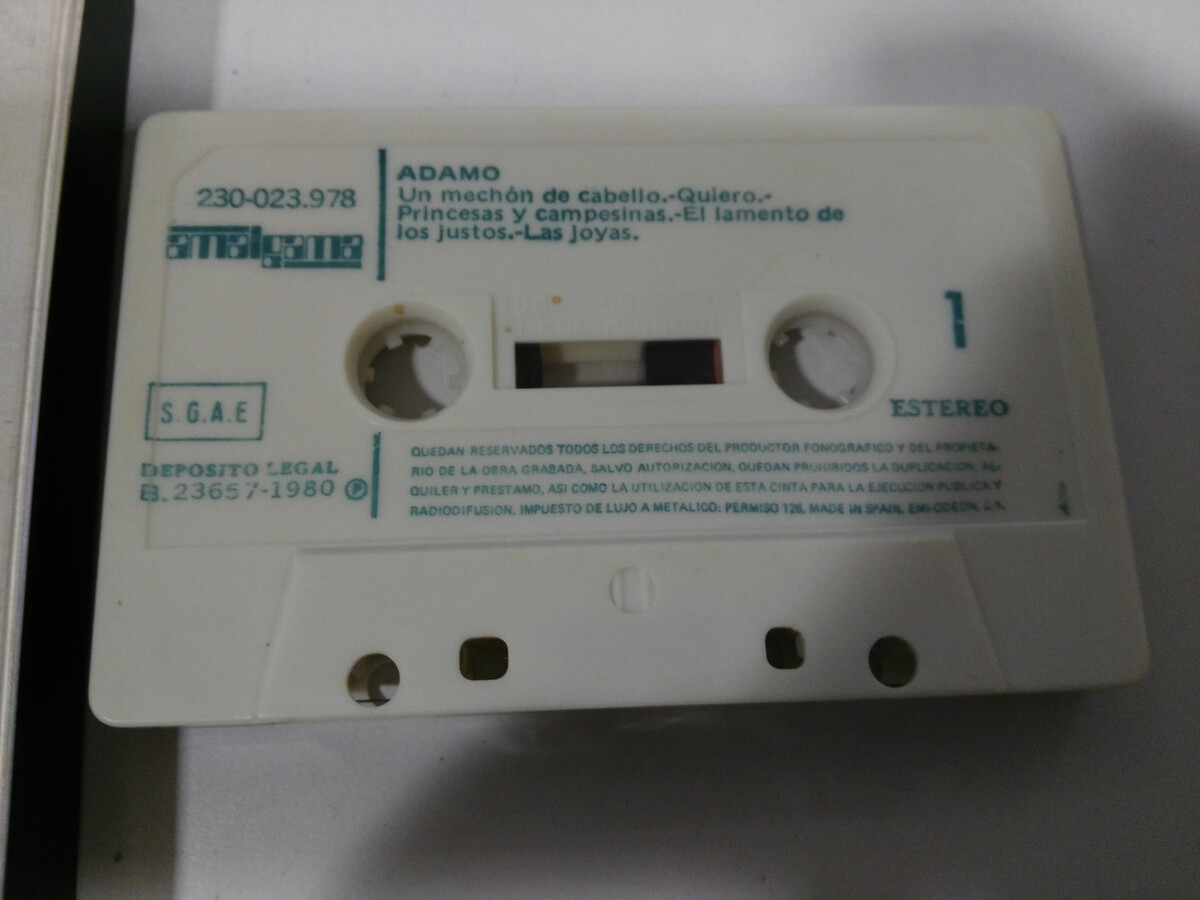 230-023.978
amalgama
ADAMO
Un mechón de cabello.-Quiero.-
Princesas y campesinas.-El lamento de
los justos.-Las joyas.
1
ESTEREO
S.G.A.E
DEPOSITO LEGAL
B. 23657-1980 Ⓟ
QUEDAN RESERVADOS TODOS LOS DERECHOS DEL PRODUCTOR FONOGRAFICO Y DEL PROPIETA-
RIO DE LA OBRA GRABADA, SALVO AUTORIZACION, QUEDAN PROHIBIDOS LA DUPLICACION, AL-
QUILER Y PRESTAMO, ASI COMO LA UTILIZACION DE ESTA CINTA PARA LA EJECUCION PUBLICA Y
RADIODIFUSION. IMPUESTO DE LUJO A METALICO: PERMISO 126. MADE IN SPAIN. EMI-ODEON, S.A.